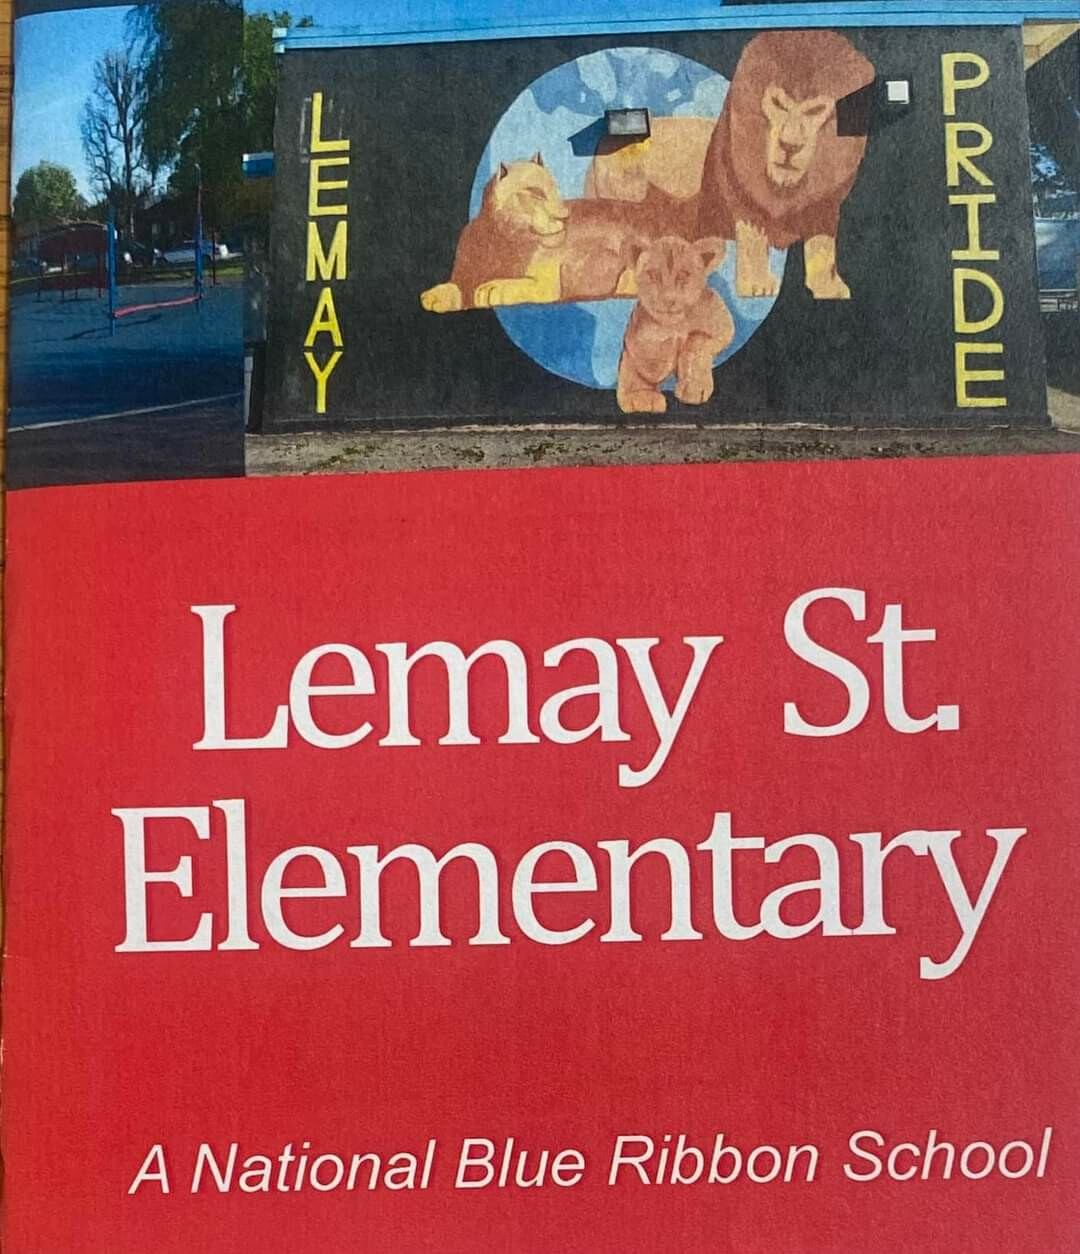 LEMAY
PRIDE
Lemay St.
Elementary
A National Blue Ribbon School